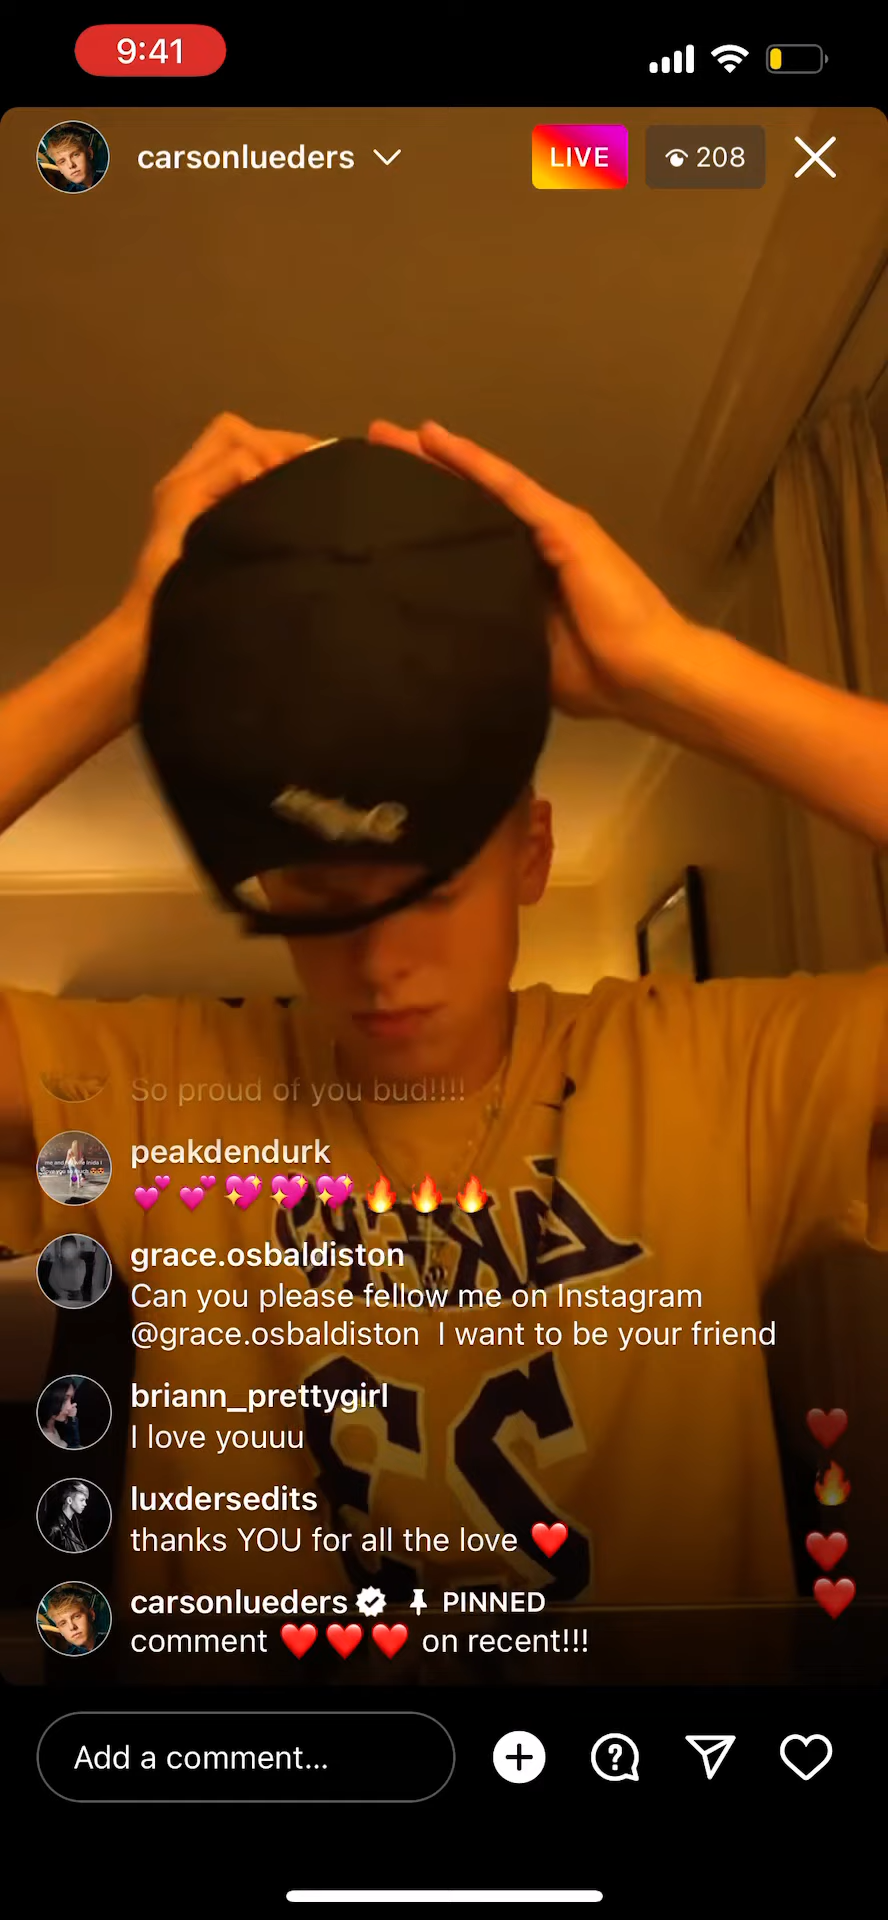 9:41
carsonlueders
LIVE
208
So proud of you bud!!!!
peakdendurk
💕💕💖💖💖🔥🔥🔥
grace.osbaldiston
Can you please fellow me on Instagram
@grace.osbaldiston I want to be your friend
briann_prettygirl
I love youuu
luxdersedits
thanks YOU for all the love ❤️
carsonlueders PINNED
comment ❤️❤️❤️ on recent!!!
Add a comment...